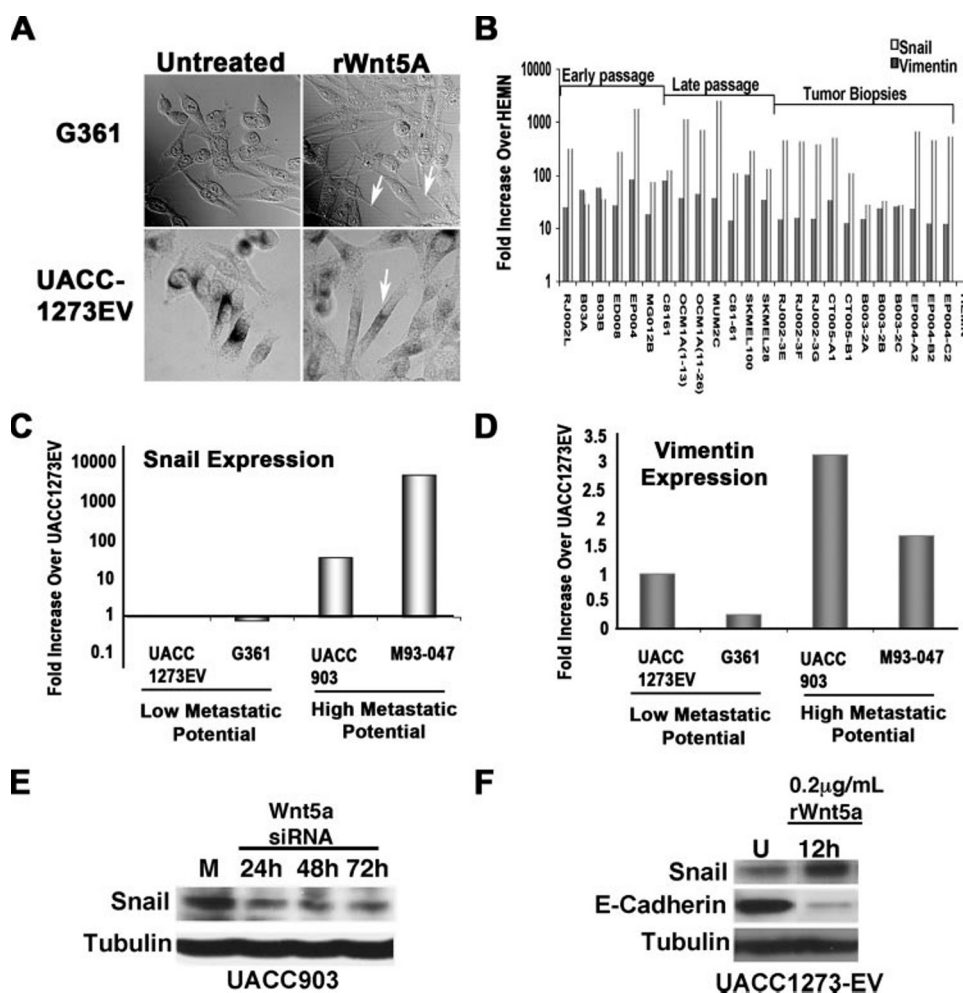 A
Untreated
rWnt5A
G361
UACC-
1273EV
B
Snail
Vimentin
Fold Increase Over HEMN
10000
1000
100
10
1
Early passage
Late passage
Tumor Biopsies
RJ002L
B03A
B03B
ED008
EP004
MG012B
C8161
OCM1A(1-13)
OCM1A(11-26)
MUM2C
C81-61
SKMEL100
SKMEL28
RJ002-3E
RJ002-3F
RJ002-3G
CT005-A1
CT005-B1
B003-2A
B003-2B
B003-2C
EP004-A2
EP004-B2
EP004-C2
HEMN
C
Snail Expression
Fold Increase Over UACC1273EV
10000
1000
100
10
1
0.1
UACC
1273EV
G361
UACC
903
M93-047
Low Metastatic
Potential
High Metastatic
Potential
D
Vimentin
Expression
Fold Increase Over UACC1273EV
3.5
3
2.5
2
1.5
1
0.5
0
UACC
1273EV
G361
UACC
903
M93-047
Low Metastatic
Potential
High Metastatic
Potential
E
Wnt5a
siRNA
M 24h 48h 72h
Snail
Tubulin
UACC903
F
0.2μg/mL
rWnt5a
U 12h
Snail
E-Cadherin
Tubulin
UACC1273-EV